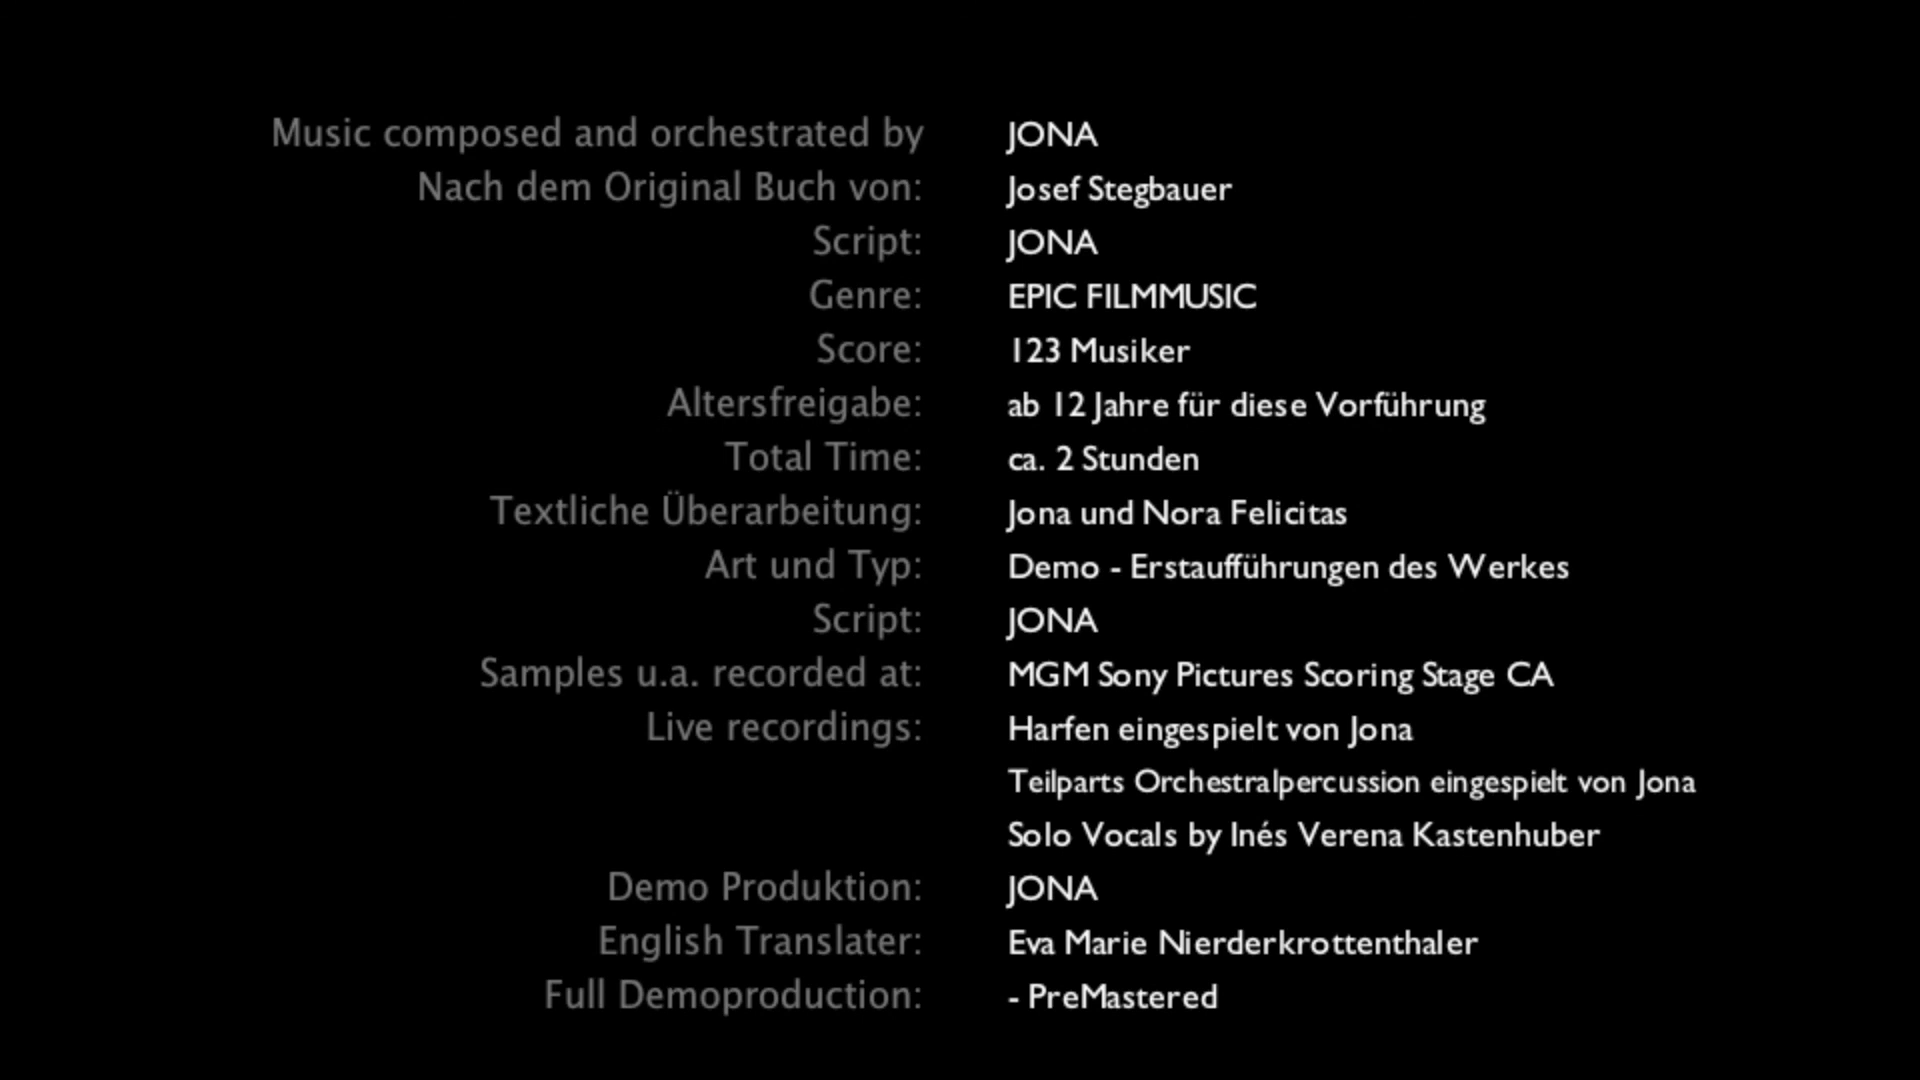 Music composed and orchestrated by JONA
Nach dem Original Buch von: Josef Stegbauer
Script: JONA
Genre: EPIC FILMMUSIC
Score: 123 Musiker
Altersfreigabe: ab 12 Jahre für diese Vorführung
Total Time: ca. 2 Stunden
Textliche Überarbeitung: Jona und Nora Felicitas
Art und Typ: Demo - Erstaufführungen des Werkes
Script: JONA
Samples u.a. recorded at: MGM Sony Pictures Scoring Stage CA
Live recordings: Harfen eingespielt von Jona
Teilparts Orchestralpercussion eingespielt von Jona
Solo Vocals by Inés Verena Kastenhuber
Demo Produktion: JONA
English Translater: Eva Marie Nierderkrottenthaler
Full Demoproduction: - PreMastered